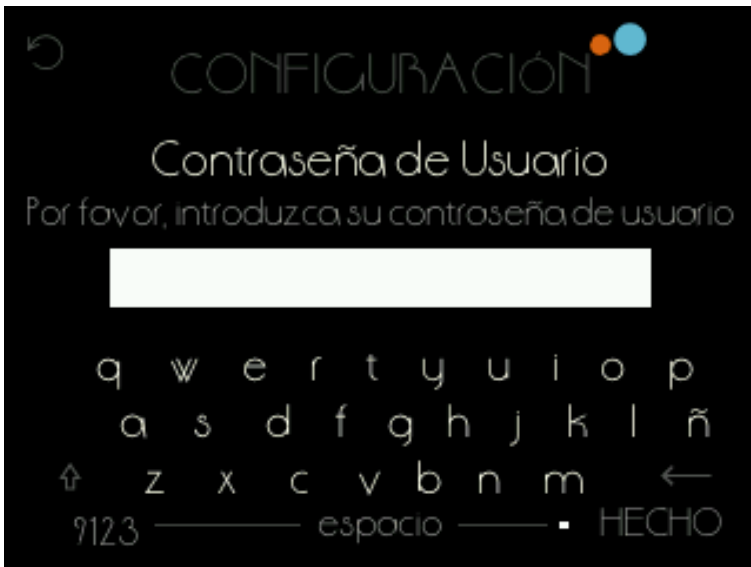 CONFIGURACIÓN
Contraseña de Usuario
Por favor, introduzca su contraseña de usuario
q w e r t y u i o p
a s d f g h j k l ñ
z x c v b n m
?123 espacio . HECHO